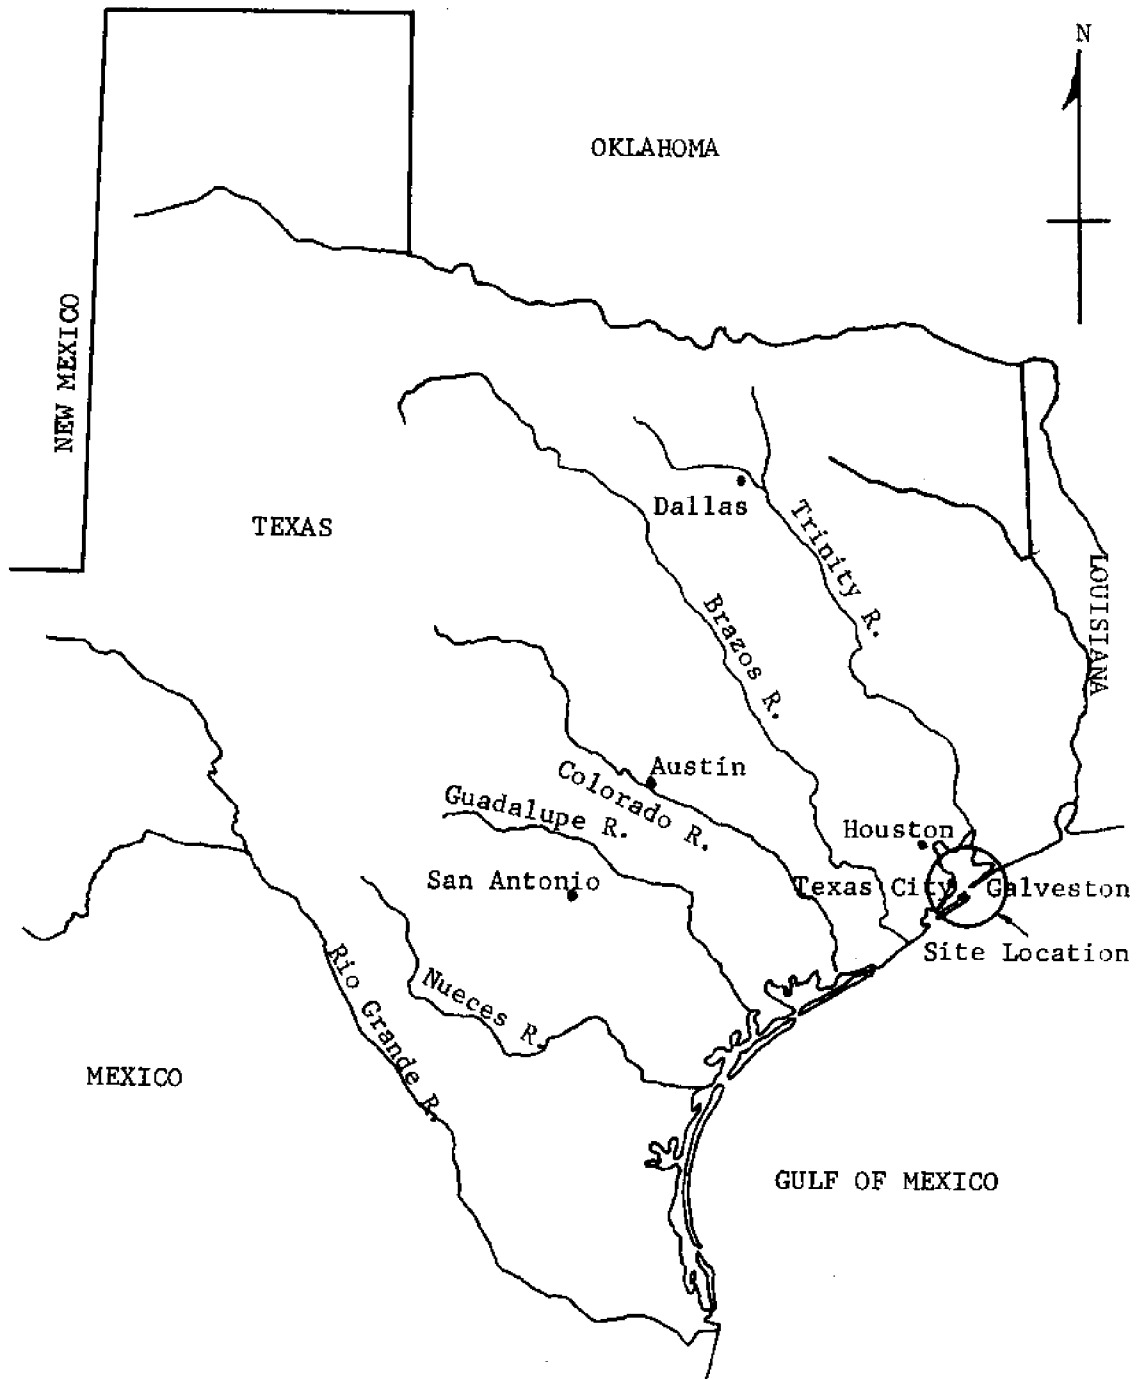 N
OKLAHOMA
NEW MEXICO
Dallas
TEXAS
Trinity R.
LOUISIANA
Brazos R.
Austin
Colorado R.
Guadalupe R.
Houston
San Antonio
Texas City
Galveston
Site Location
Rio Grande R.
Nueces R.
MEXICO
GULF OF MEXICO